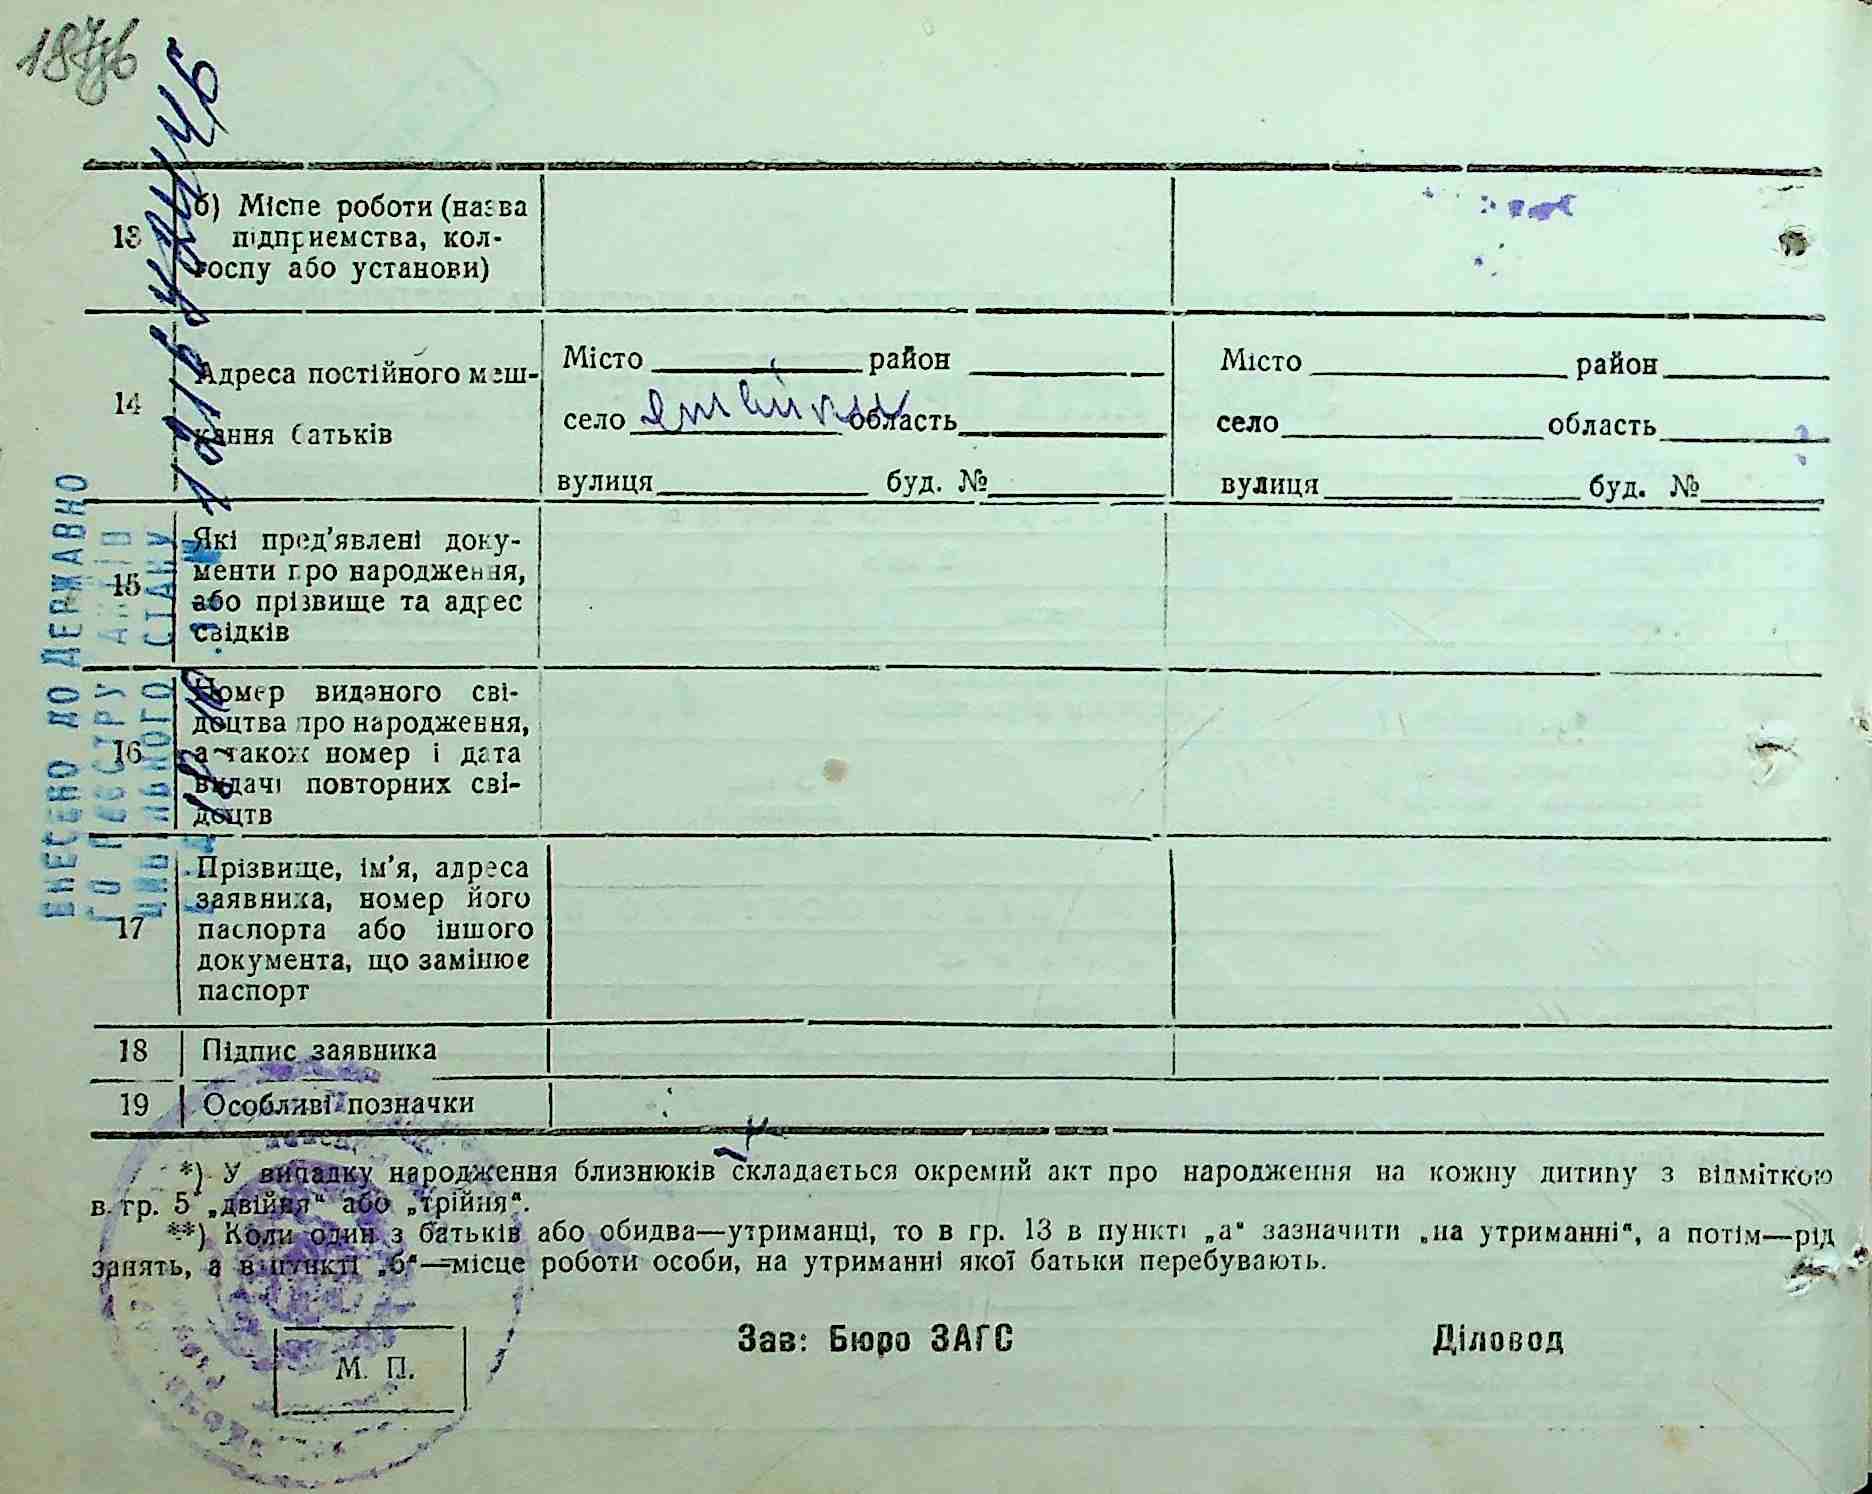 13 б) Місце роботи (назва
підприємства, кол-
госпу або установи)
14 Адреса постійного меш-
кання батьків
Місто район
село область
вулиця буд. №
Місто район
село область
вулиця буд. №
15 Які пред'явлені доку-
менти про народження,
або прізвище та адрес
свідків
16 Номер виданого сві-
доцтва про народження,
а також номер і дата
видачі повторних сві-
доцтв
17 Прізвище, ім'я, адреса
заявника, номер його
паспорта або іншого
документа, що замінює
паспорт
18 Підпис заявника
19 Особливі позначки
ВНЕСЕНО ДО ДЕРЖАВНО
ГО РЕЄСТРУ АКТІВ
ЦИВІЛЬНОГО СТАНУ
*) У випадку народження близнюків складається окремий акт про народження на кожну дитину з відміткою
в гр. 5 „двійня“ або „трійня“.
**) Коли один з батьків або обидва—утриманці, то в гр. 13 в пункті „а“ зазначити „на утриманні“, а потім—рід
занять, а в пункті „б“—місце роботи особи, на утриманні якої батьки перебувають.
Зав: Бюро ЗАГС
Діловод
М. П.